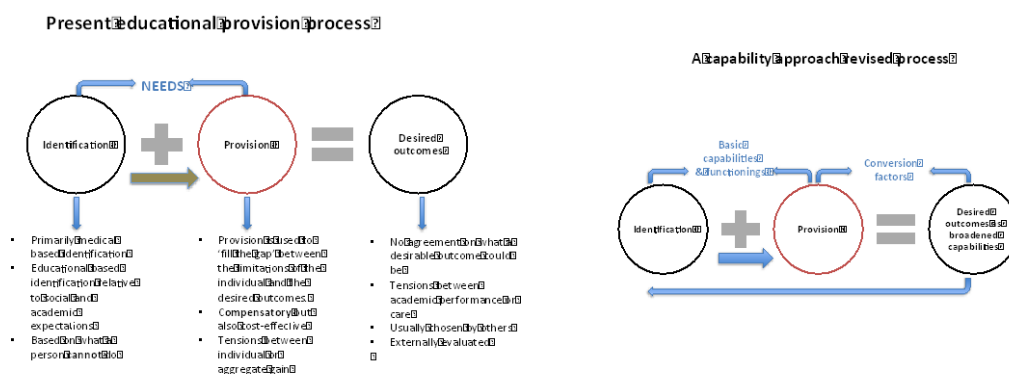 Present educational provision process
NEEDS
Identification
Provision
Desired
outcomes
▪ Primarily medical
based identification
▪ Educational based
identification relative
to social and
academic
expectations
▪ Based on what a
person cannot do
▪ Provision is used to
'fill the gap' between
the limitations of the
individual and the
desired outcomes.
▪ Compensatory but
also cost-effective
▪ Tensions between
individual or
aggregate gain
▪ No agreement on what a
desirable outcome could
be
▪ Tensions between
academic performance or
care
▪ Usually chosen by others
▪ Externally evaluated
A capability approach revised process
Basic
capabilities
& functionings
Conversion
factors
Identification
Provision
Desired
outcomes as
broadened
capabilities